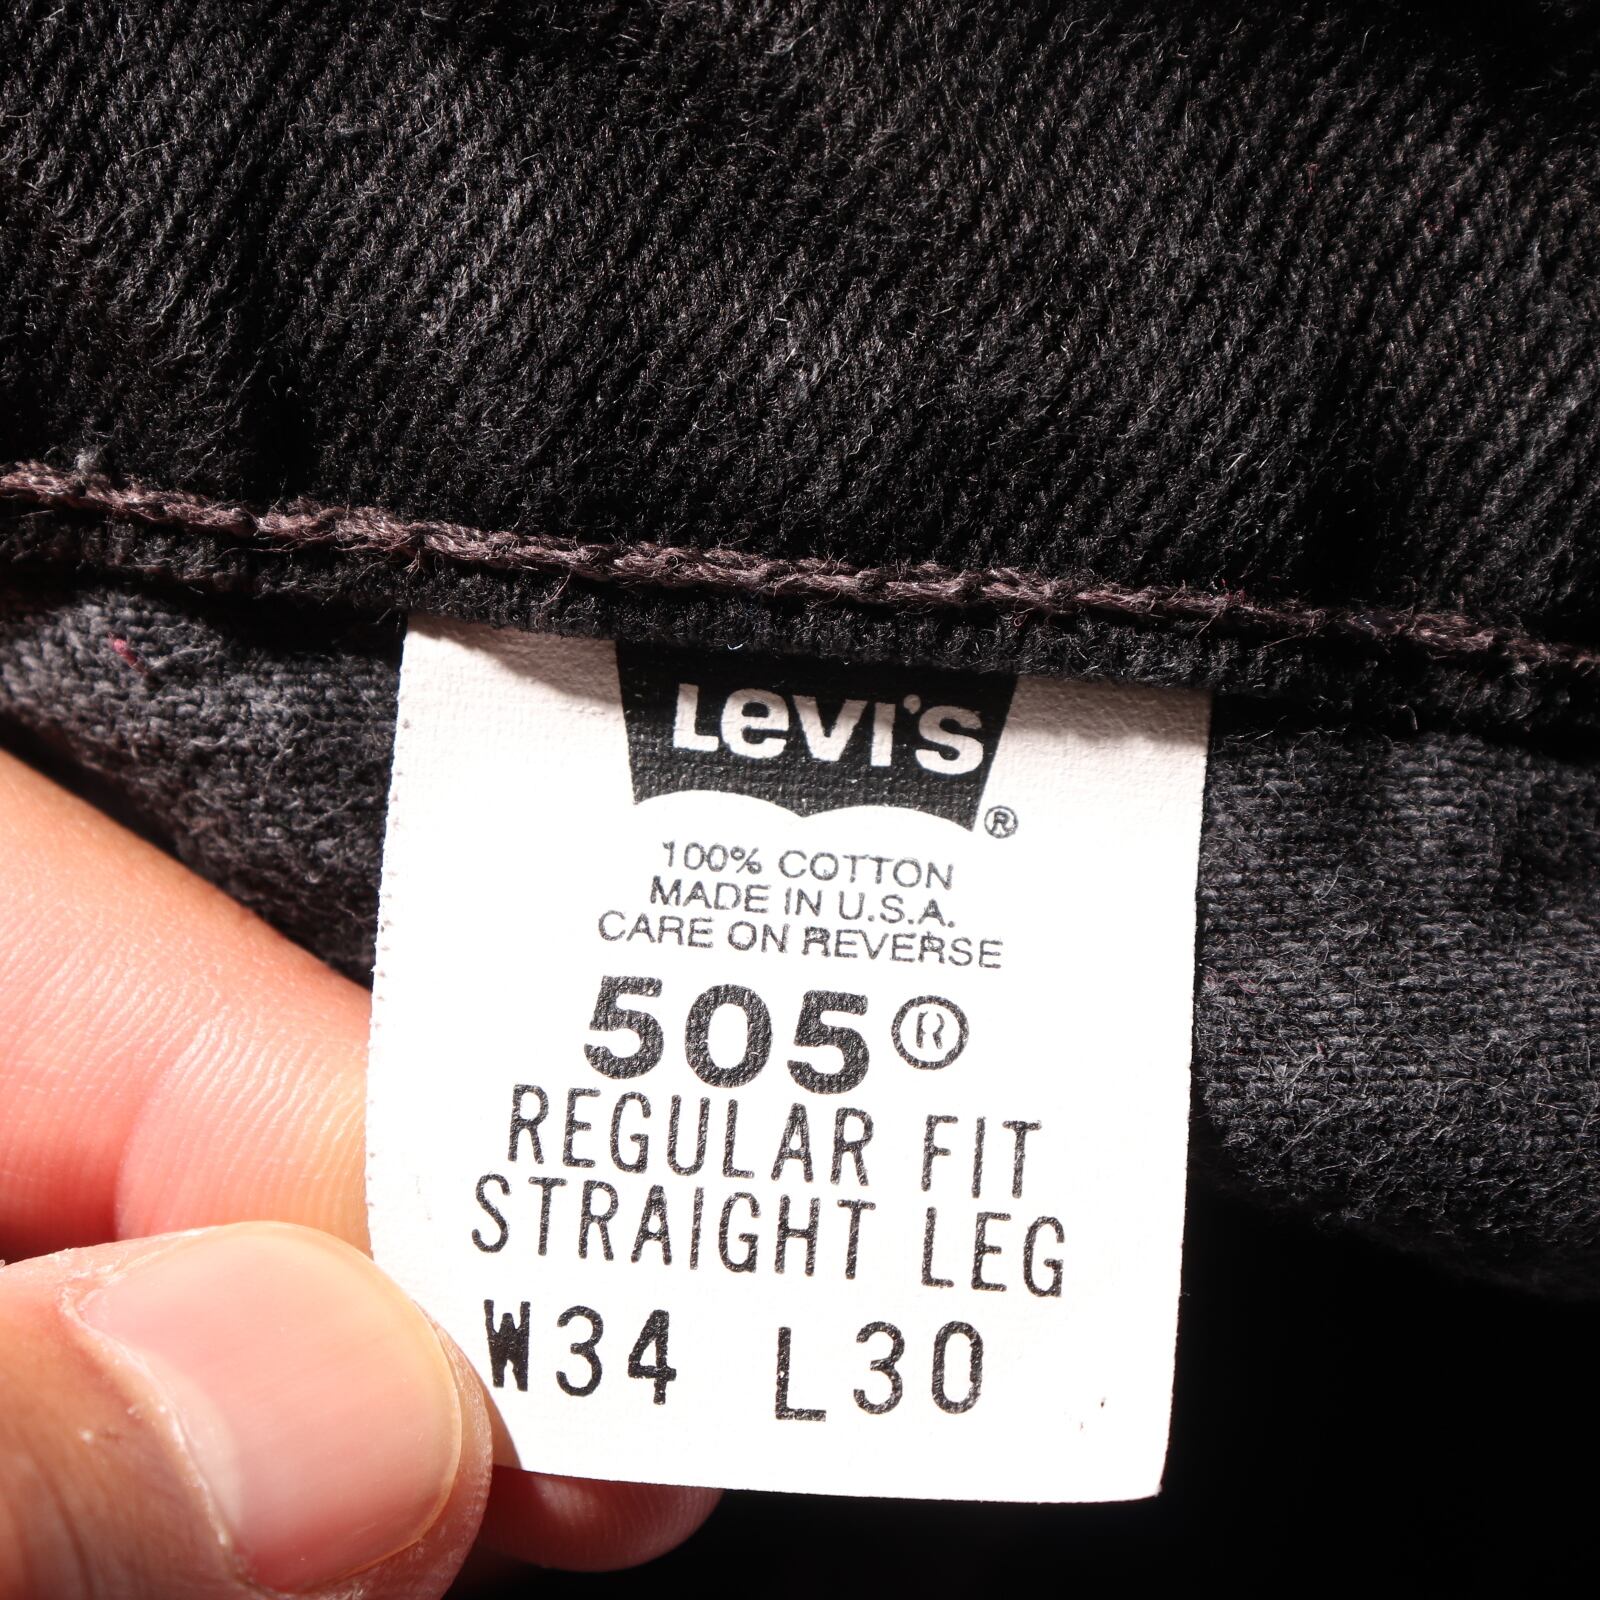 LEVI'S
®
100% COTTON
MADE IN U.S.A.
CARE ON REVERSE
505®
REGULAR FIT
STRAIGHT LEG
W34 L30